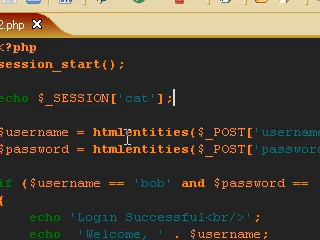 2.php
<?php
session_start();
echo $_SESSION['cat'];
$username = htmlentities($_POST['username
$password = htmlentities($_POST['password
if ($username == 'bob' and $password ==
{
echo 'Login Successful<br/>';
echo 'Welcome, ' . $username;